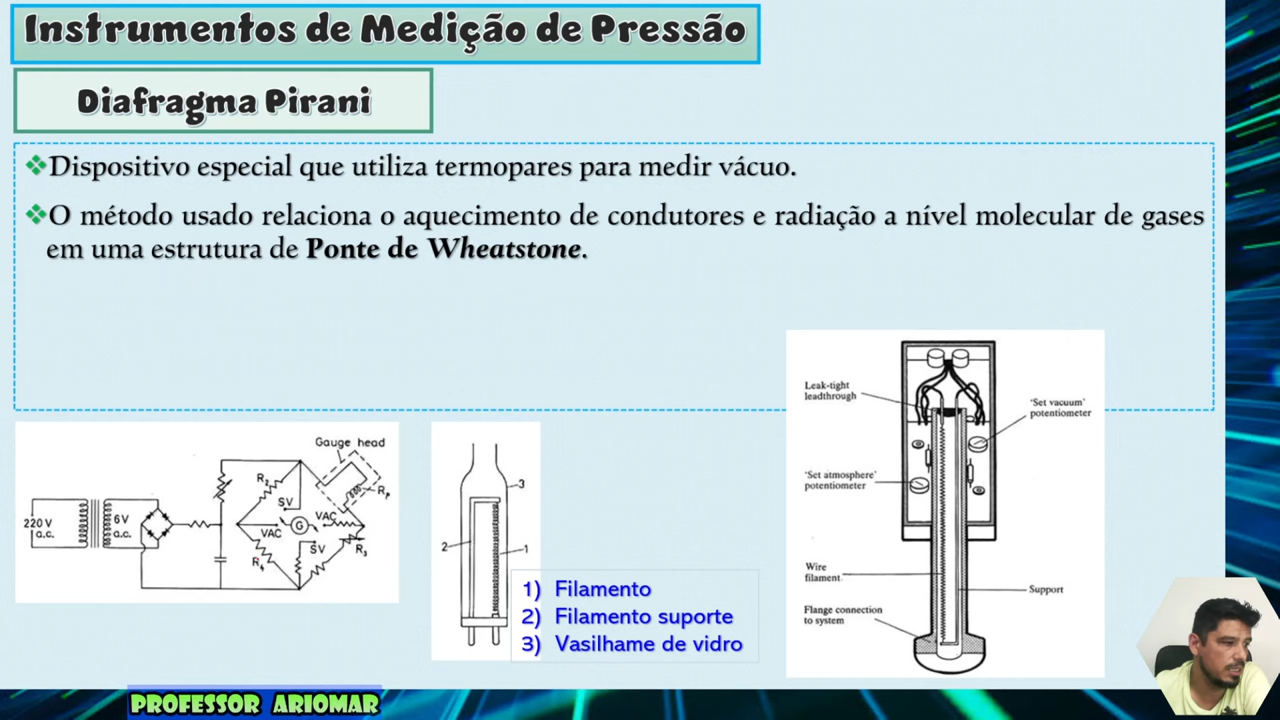 Instrumentos de Medição de Pressão
Diafragma Pirani
Dispositivo especial que utiliza termopares para medir vácuo.
O método usado relaciona o aquecimento de condutores e radiação a nível molecular de gases
em uma estrutura de Ponte de Wheatstone.
Gauge head
R₂
Rₚ
SV
VAC
G
VAC
SV
R₃
R₄
220 V
a.c.
6V
a.c.
3
2
1
1) Filamento
2) Filamento suporte
3) Vasilhame de vidro
Leak-tight
leadthrough
'Set vacuum'
potentiometer
'Set atmosphere'
potentiometer
Wire
filament
Support
Flange connection
to system
PROFESSOR ARIOMAR